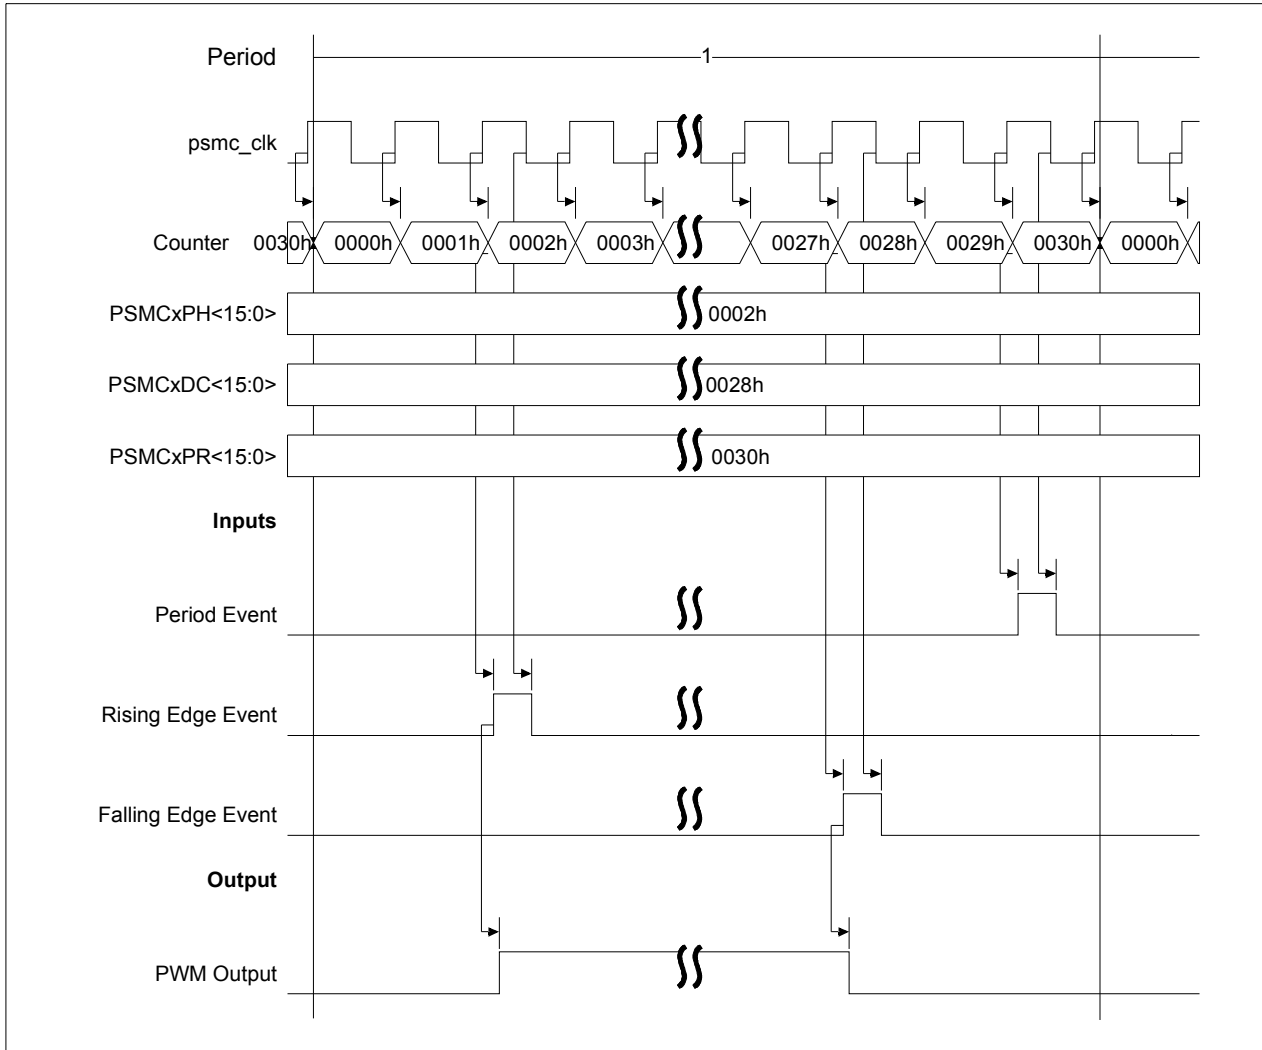 Period
1
psmc_clk
Counter 0030h 0000h 0001h 0002h 0003h 0027h 0028h 0029h 0030h 0000h
PSMCxPH<15:0> 0002h
PSMCxDC<15:0> 0028h
PSMCxPR<15:0> 0030h
Inputs
Period Event
Rising Edge Event
Falling Edge Event
Output
PWM Output